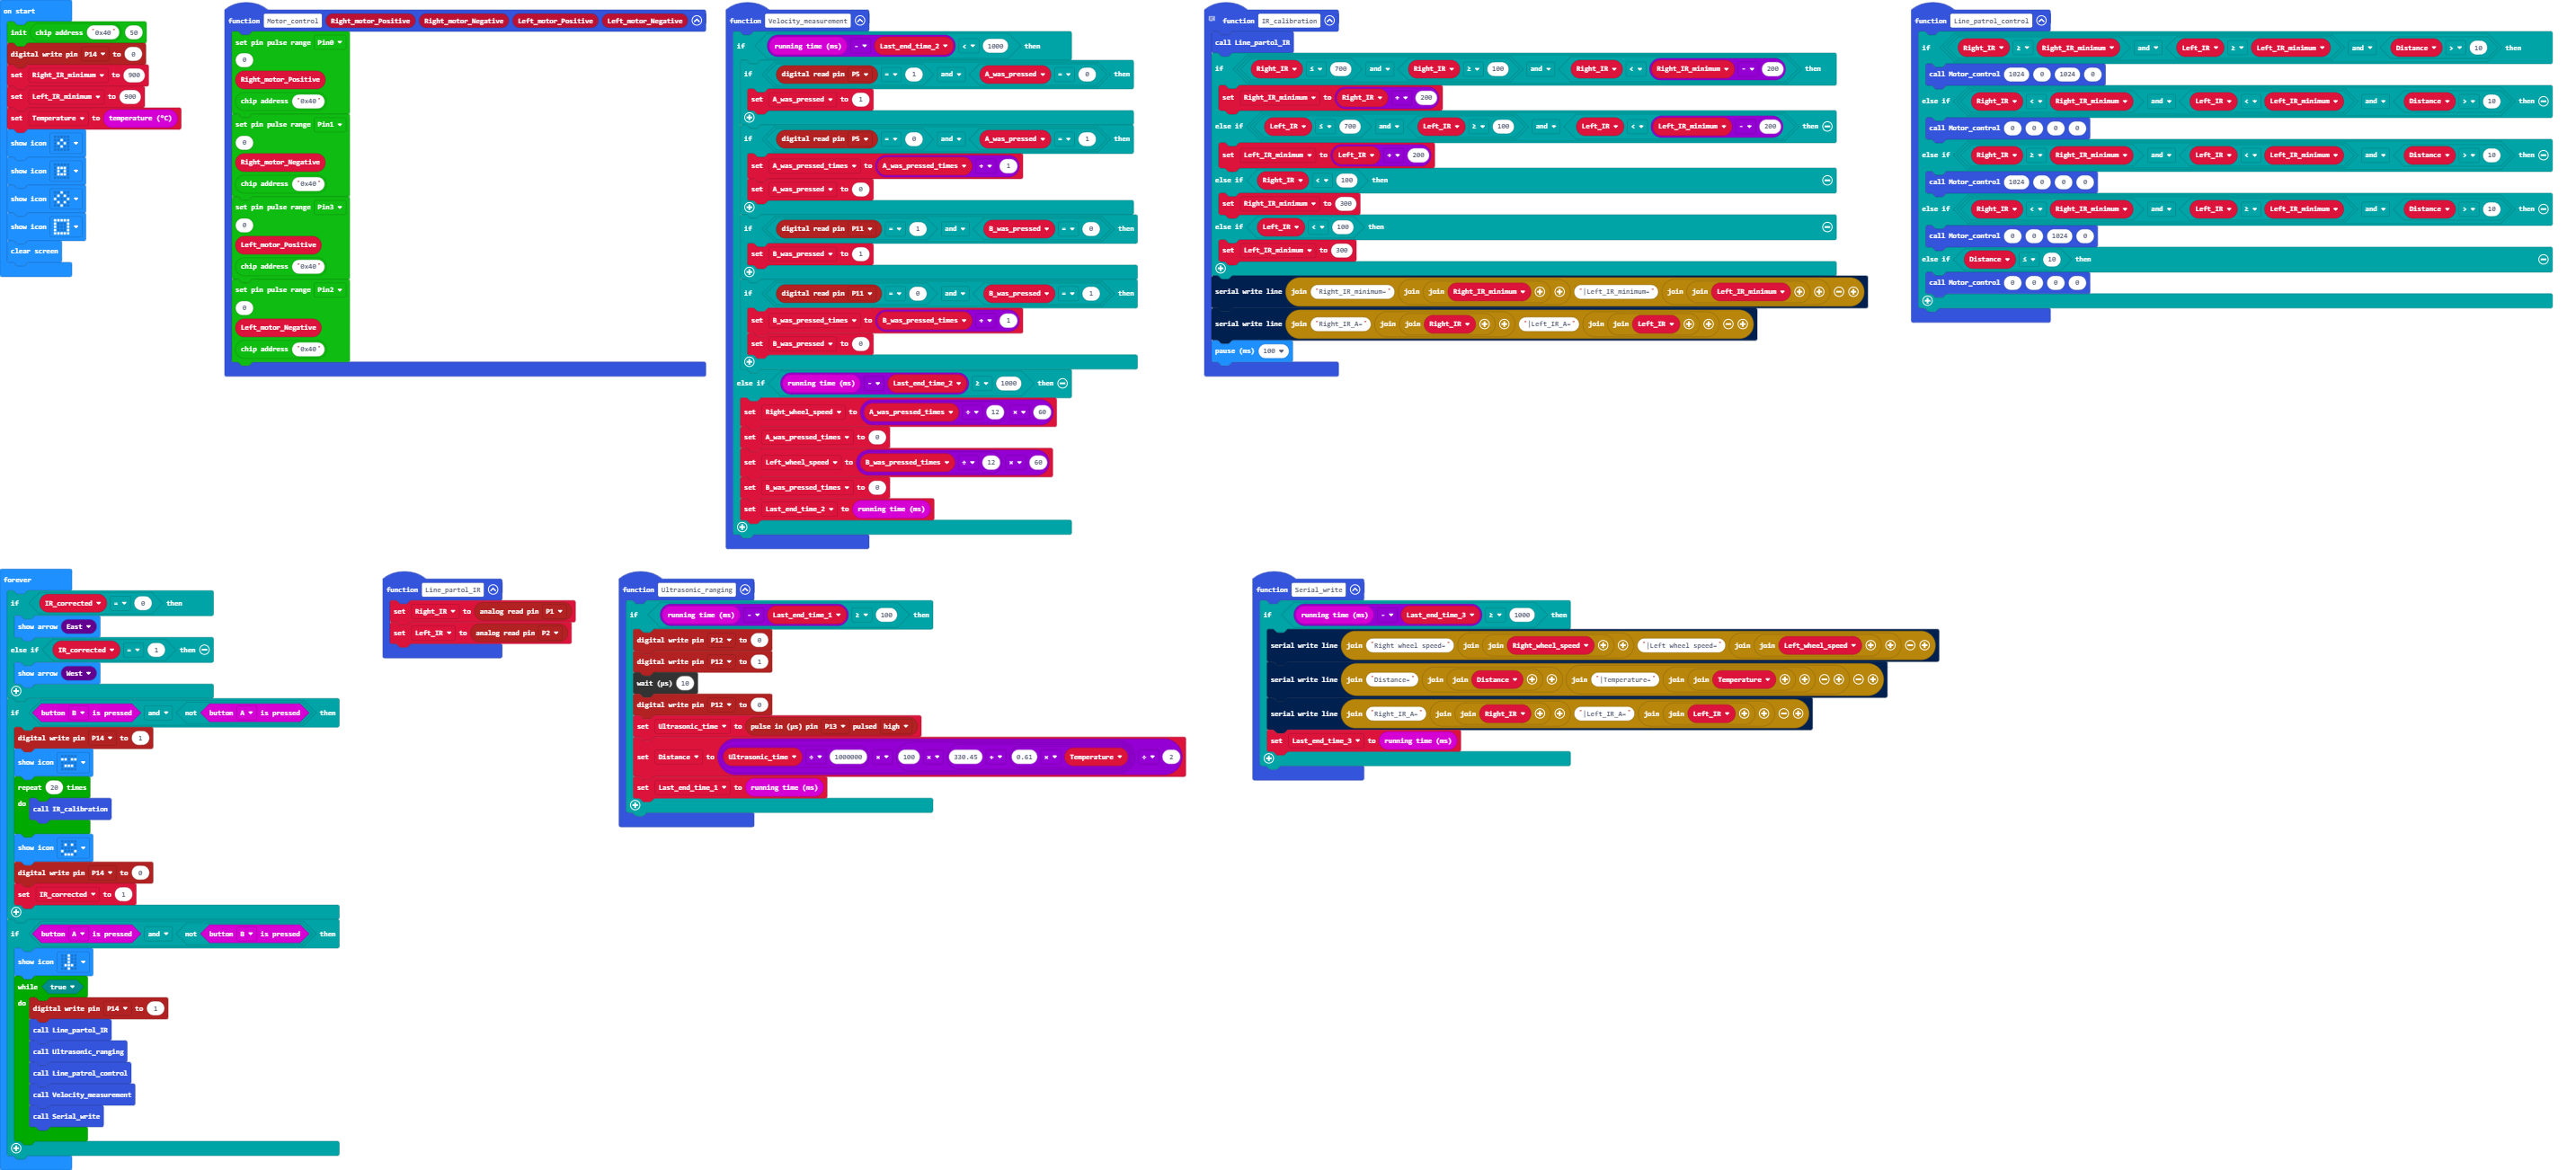 on start
init chip address "0x40" 50
digital write pin P14 to 0
set Right_IR_minimum to 900
set Left_IR_minimum to 900
set Temperature to temperature (°C)
show icon
show icon
show icon
show icon
clear screen
function Motor_control Right_motor_Positive Right_motor_Negative Left_motor_Positive Left_motor_Negative
set pin pulse range Pin0
0
Right_motor_Positive
chip address "0x40"
set pin pulse range Pin1
0
Right_motor_Negative
chip address "0x40"
set pin pulse range Pin3
0
Left_motor_Positive
chip address "0x40"
set pin pulse range Pin2
0
Left_motor_Negative
chip address "0x40"
function Velocity_measurement
if running time (ms) - Last_end_time_2 < 1000 then
if digital read pin P5 = 1 and A_was_pressed = 0 then
set A_was_pressed to 1
if digital read pin P5 = 0 and A_was_pressed = 1 then
set A_was_pressed_times to A_was_pressed_times + 1
set A_was_pressed to 0
if digital read pin P11 = 1 and B_was_pressed = 0 then
set B_was_pressed to 1
if digital read pin P11 = 0 and B_was_pressed = 1 then
set B_was_pressed_times to B_was_pressed_times + 1
set B_was_pressed to 0
else if running time (ms) - Last_end_time_2 ≥ 1000 then
set Right_wheel_speed to A_was_pressed_times ÷ 12 × 60
set A_was_pressed_times to 0
set Left_wheel_speed to B_was_pressed_times ÷ 12 × 60
set B_was_pressed_times to 0
set Last_end_time_2 to running time (ms)
function IR_calibration
call Line_partol_IR
if Right_IR ≤ 700 and Right_IR ≥ 100 and Right_IR < Right_IR_minimum - 200 then
set Right_IR_minimum to Right_IR + 200
else if Left_IR ≤ 700 and Left_IR ≥ 100 and Left_IR < Left_IR_minimum - 200 then
set Left_IR_minimum to Left_IR + 200
else if Right_IR < 100 then
set Right_IR_minimum to 300
else if Left_IR < 100 then
set Left_IR_minimum to 300
serial write line join "Right_IR_minimum=" join join Right_IR_minimum "|Left_IR_minimum=" join join Left_IR_minimum
serial write line join "Right_IR_A=" join join Right_IR "|Left_IR_A=" join join Left_IR
pause (ms) 100
function Line_patrol_control
if Right_IR ≥ Right_IR_minimum and Left_IR ≥ Left_IR_minimum and Distance > 10 then
call Motor_control 1024 0 1024 0
else if Right_IR < Right_IR_minimum and Left_IR < Left_IR_minimum and Distance > 10 then
call Motor_control 0 0 0 0
else if Right_IR ≥ Right_IR_minimum and Left_IR < Left_IR_minimum and Distance > 10 then
call Motor_control 1024 0 0 0
else if Right_IR < Right_IR_minimum and Left_IR ≥ Left_IR_minimum and Distance > 10 then
call Motor_control 0 0 1024 0
else if Distance ≤ 10 then
call Motor_control 0 0 0 0
forever
if IR_corrected = 0 then
show arrow East
else if IR_corrected = 1 then
show arrow West
if button B is pressed and not button A is pressed then
digital write pin P14 to 1
show icon
repeat 20 times
do call IR_calibration
show icon
digital write pin P14 to 0
set IR_corrected to 1
if button A is pressed and not button B is pressed then
show icon
while true
do digital write pin P14 to 1
call Line_partol_IR
call Ultrasonic_ranging
call Line_patrol_control
call Velocity_measurement
call Serial_write
function Line_partol_IR
set Right_IR to analog read pin P1
set Left_IR to analog read pin P2
function Ultrasonic_ranging
if running time (ms) - Last_end_time_1 ≥ 100 then
digital write pin P12 to 0
digital write pin P12 to 1
wait (µs) 10
digital write pin P12 to 0
set Ultrasonic_time to pulse in (µs) pin P13 pulsed high
set Distance to Ultrasonic_time ÷ 1000000 × 100 × 330.45 + 0.61 × Temperature ÷ 2
set Last_end_time_1 to running time (ms)
function Serial_write
if running time (ms) - Last_end_time_3 ≥ 1000 then
serial write line join "Right wheel speed=" join join Right_wheel_speed "|Left wheel speed=" join join Left_wheel_speed
serial write line join "Distance=" join join Distance join "|Temperature=" join join Temperature
serial write line join "Right_IR_A=" join join Right_IR "|Left_IR_A=" join join Left_IR
set Last_end_time_3 to running time (ms)